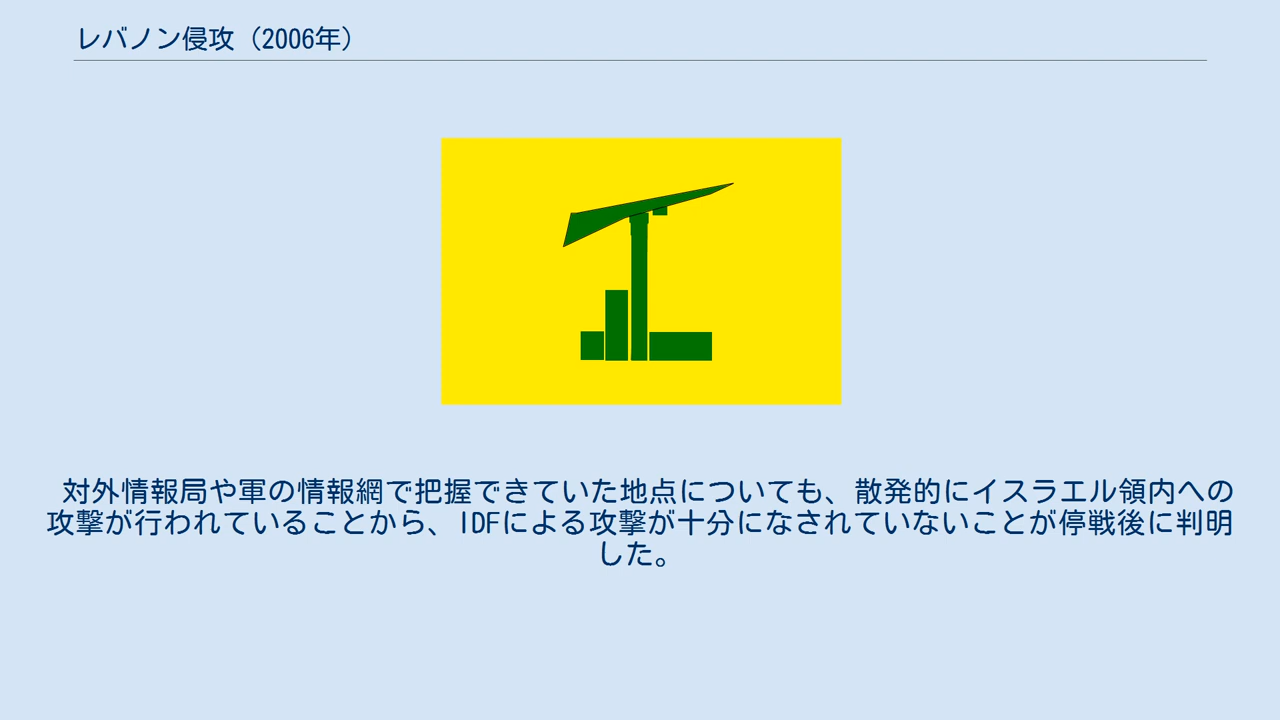 レバノン侵攻（2006年）
対外情報局や軍の情報網で把握できていた地点についても、散発的にイスラエル領内への
攻撃が行われていることから、IDFによる攻撃が十分になされていないことが停戦後に判明
した。